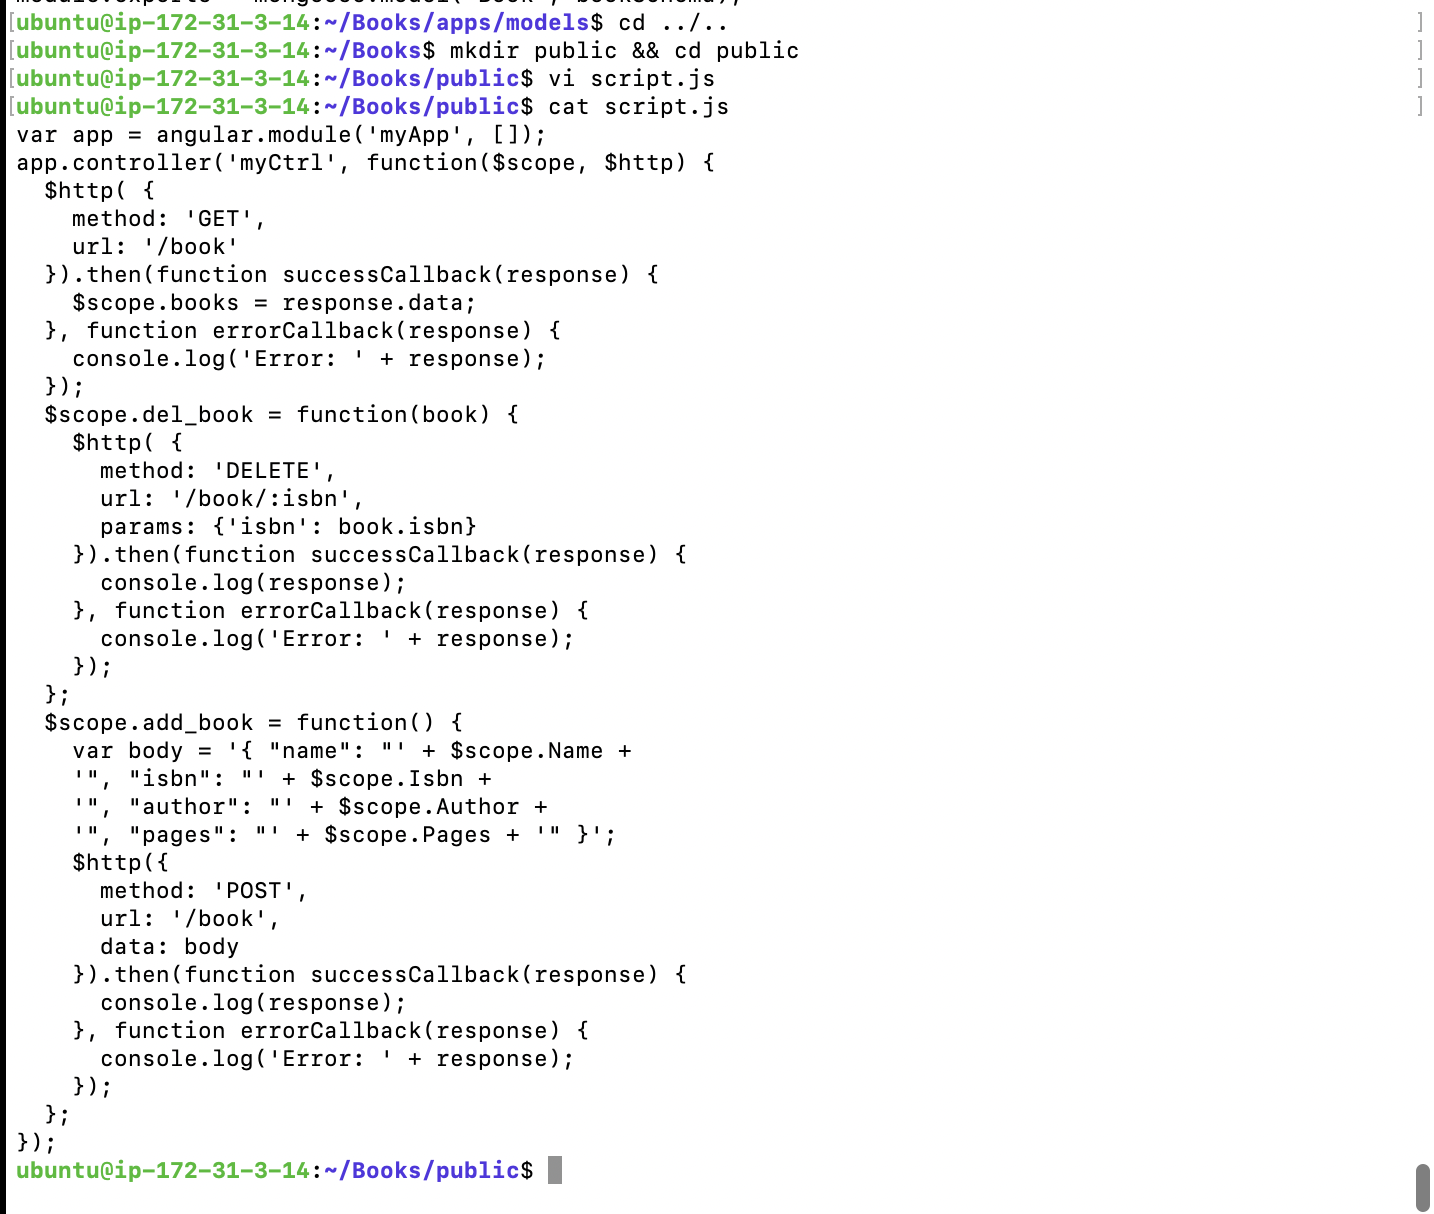 module.exports = mongoose.model('Book', bookSchema);
[ubuntu@ip-172-31-3-14:~/Books/apps/models$ cd ../.. ]
[ubuntu@ip-172-31-3-14:~/Books$ mkdir public && cd public ]
[ubuntu@ip-172-31-3-14:~/Books/public$ vi script.js ]
[ubuntu@ip-172-31-3-14:~/Books/public$ cat script.js ]
var app = angular.module('myApp', []);
app.controller('myCtrl', function($scope, $http) {
  $http( {
    method: 'GET',
    url: '/book'
  }).then(function successCallback(response) {
    $scope.books = response.data;
  }, function errorCallback(response) {
    console.log('Error: ' + response);
  });
  $scope.del_book = function(book) {
    $http( {
      method: 'DELETE',
      url: '/book/:isbn',
      params: {'isbn': book.isbn}
    }).then(function successCallback(response) {
      console.log(response);
    }, function errorCallback(response) {
      console.log('Error: ' + response);
    });
  };
  $scope.add_book = function() {
    var body = '{ "name": "' + $scope.Name +
    '", "isbn": "' + $scope.Isbn +
    '", "author": "' + $scope.Author +
    '", "pages": "' + $scope.Pages + '" }';
    $http({
      method: 'POST',
      url: '/book',
      data: body
    }).then(function successCallback(response) {
      console.log(response);
    }, function errorCallback(response) {
      console.log('Error: ' + response);
    });
  };
});
ubuntu@ip-172-31-3-14:~/Books/public$